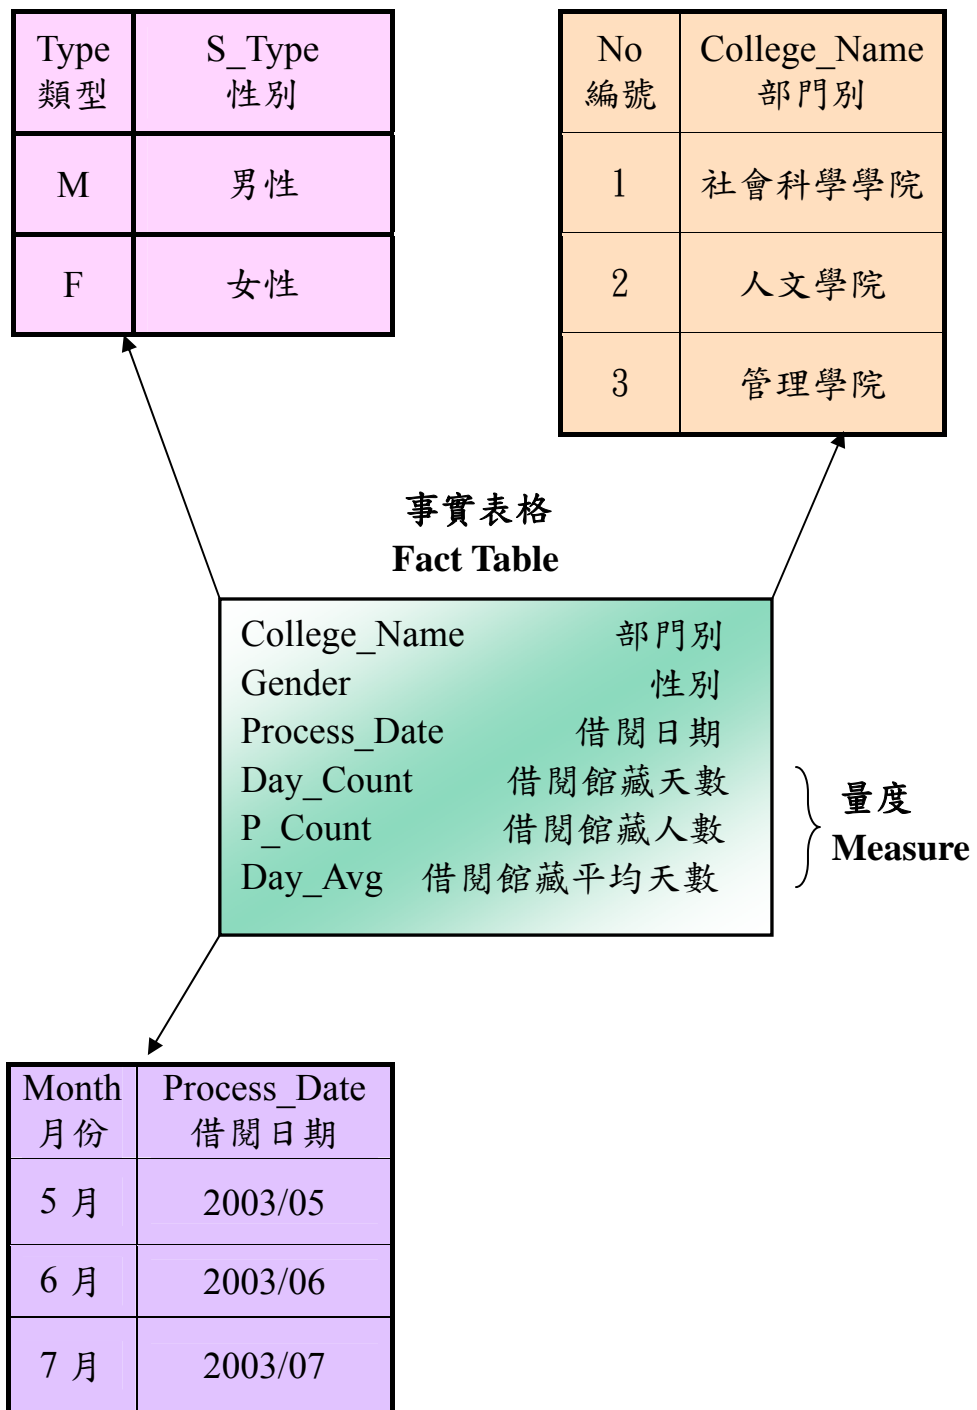 Type
類型
S_Type
性別
M
男性
F
女性
No
編號
College_Name
部門別
1
社會科學學院
2
人文學院
3
管理學院
事實表格
Fact Table
College_Name 部門別
Gender 性別
Process_Date 借閱日期
Day_Count 借閱館藏天數
P_Count 借閱館藏人數
Day_Avg 借閱館藏平均天數
量度
Measure
Month
月份
Process_Date
借閱日期
5 月
2003/05
6 月
2003/06
7 月
2003/07